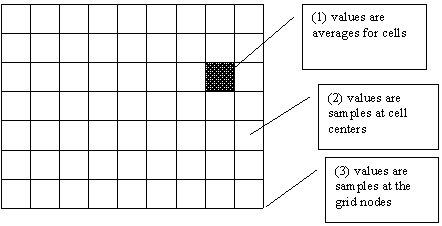 (1) values are
averages for cells
(2) values are
samples at cell
centers
(3) values are
samples at the
grid nodes